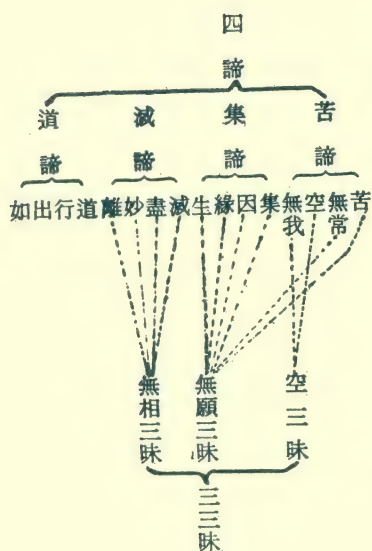 四諦
苦諦
集諦
滅諦
道諦
苦
無常
空
無我
集
因
緣
生
滅
盡
妙
離
道
行
出
如
空三昧
無願三昧
無相三昧
三三昧